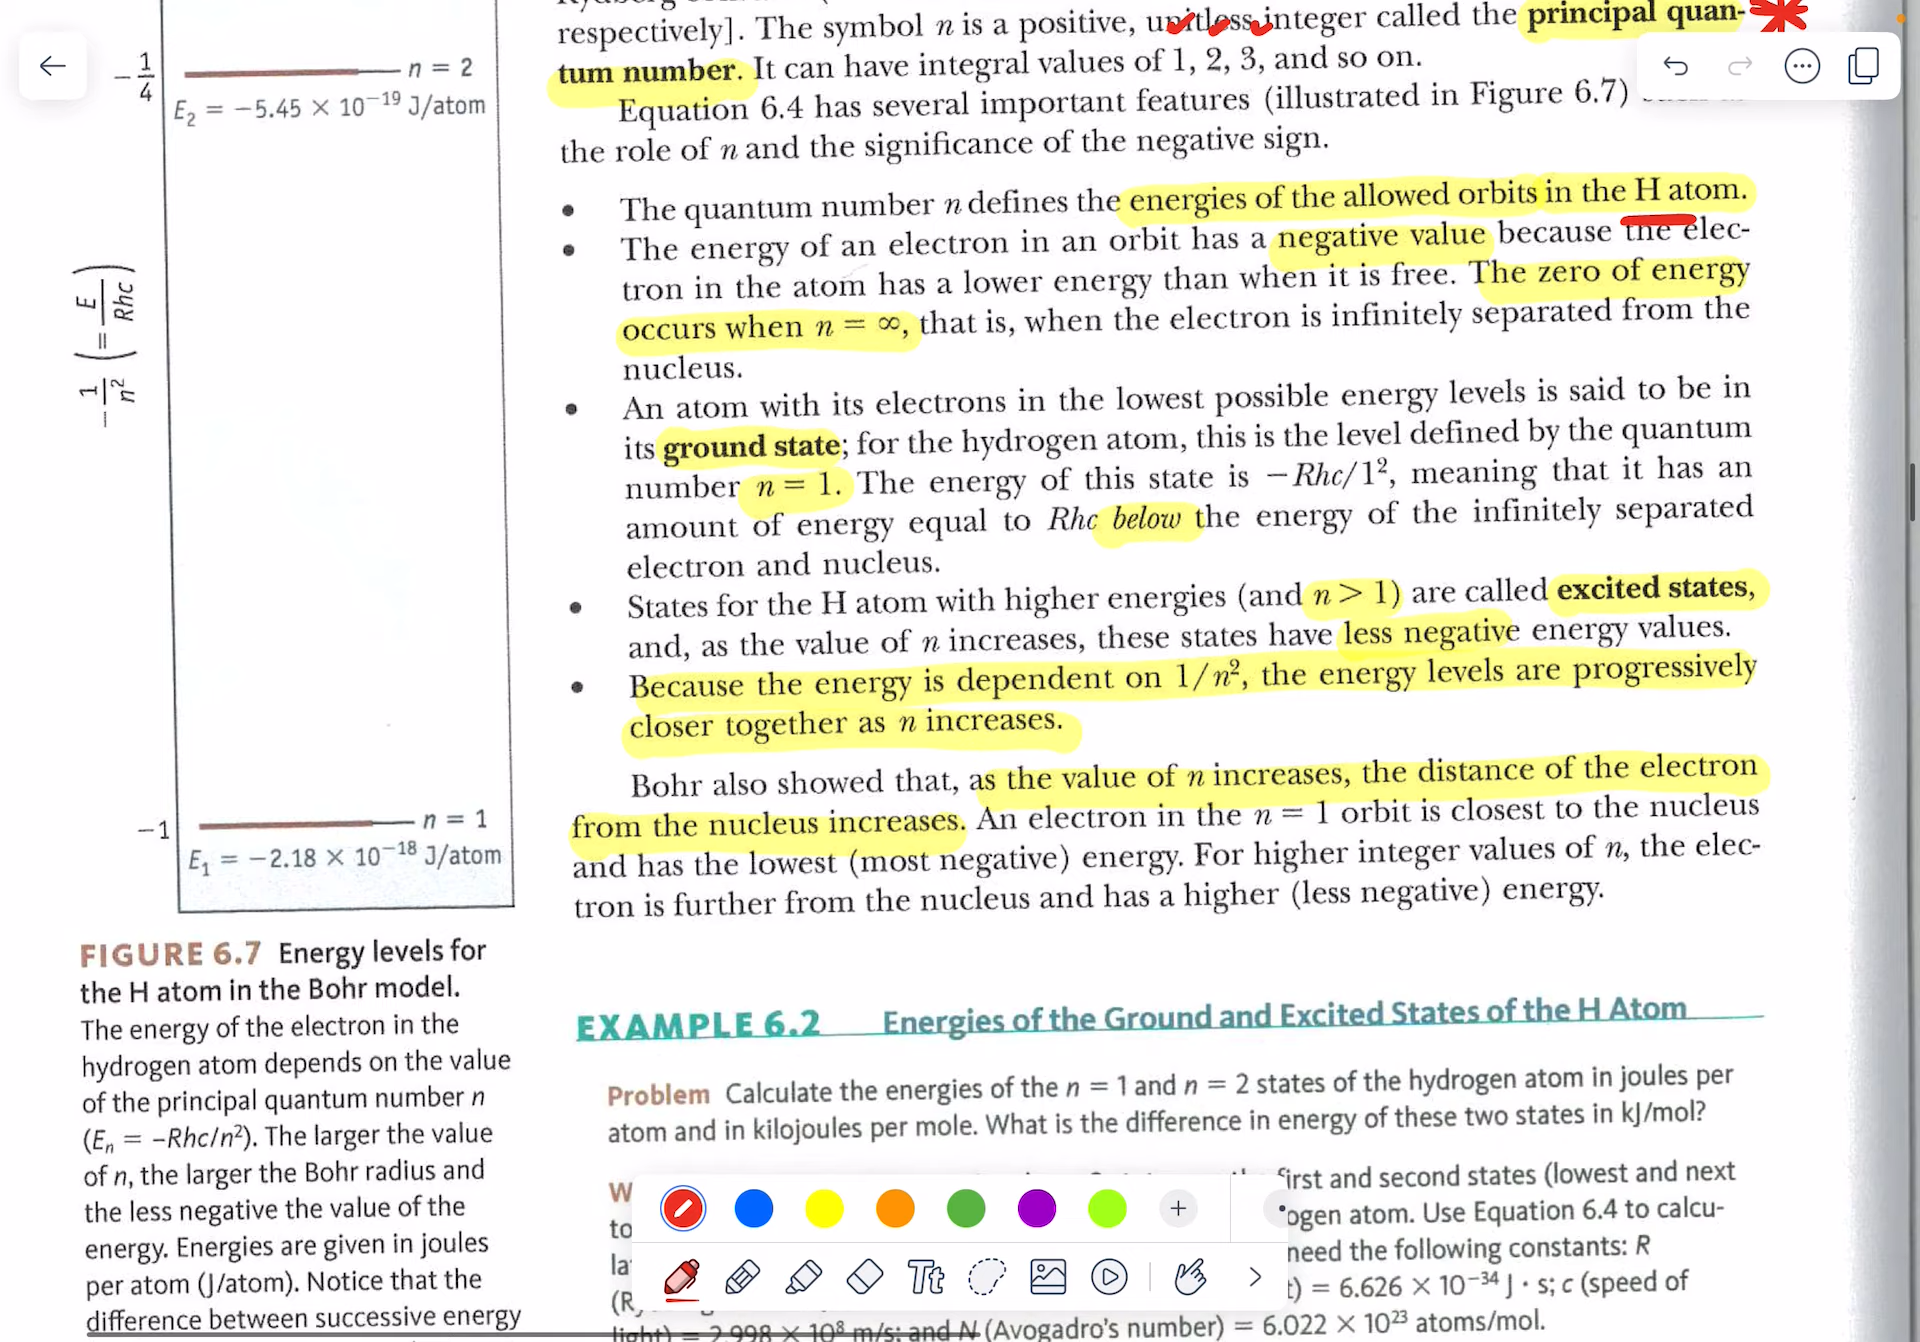 respectively]. The symbol n is a positive, unitless integer called the principal quan-
tum number. It can have integral values of 1, 2, 3, and so on.
Equation 6.4 has several important features (illustrated in Figure 6.7)
the role of n and the significance of the negative sign.
• The quantum number n defines the energies of the allowed orbits in the H atom.
• The energy of an electron in an orbit has a negative value because the elec-
tron in the atom has a lower energy than when it is free. The zero of energy
occurs when n = ∞, that is, when the electron is infinitely separated from the
nucleus.
• An atom with its electrons in the lowest possible energy levels is said to be in
its ground state; for the hydrogen atom, this is the level defined by the quantum
number n = 1. The energy of this state is −Rhc/1², meaning that it has an
amount of energy equal to Rhc below the energy of the infinitely separated
electron and nucleus.
• States for the H atom with higher energies (and n > 1) are called excited states,
and, as the value of n increases, these states have less negative energy values.
• Because the energy is dependent on 1/n², the energy levels are progressively
closer together as n increases.
Bohr also showed that, as the value of n increases, the distance of the electron
from the nucleus increases. An electron in the n = 1 orbit is closest to the nucleus
and has the lowest (most negative) energy. For higher integer values of n, the elec-
tron is further from the nucleus and has a higher (less negative) energy.
−1/4
n = 2
E₂ = −5.45 × 10⁻¹⁹ J/atom
−1/n² (= E/Rhc)
−1
n = 1
E₁ = −2.18 × 10⁻¹⁸ J/atom
FIGURE 6.7 Energy levels for
the H atom in the Bohr model.
The energy of the electron in the
hydrogen atom depends on the value
of the principal quantum number n
(Eₙ = −Rhc/n²). The larger the value
of n, the larger the Bohr radius and
the less negative the value of the
energy. Energies are given in joules
per atom (J/atom). Notice that the
difference between successive energy
EXAMPLE 6.2 Energies of the Ground and Excited States of the H Atom
Problem Calculate the energies of the n = 1 and n = 2 states of the hydrogen atom in joules per
atom and in kilojoules per mole. What is the difference in energy of these two states in kJ/mol?
first and second states (lowest and next
ogen atom. Use Equation 6.4 to calcu-
need the following constants: R
t) = 6.626 × 10⁻³⁴ J · s; c (speed of
light) = 2.998 × 10⁸ m/s; and N (Avogadro's number) = 6.022 × 10²³ atoms/mol.
Tt